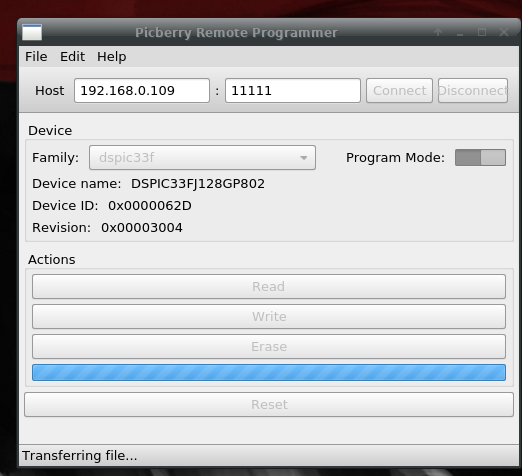 Picberry Remote Programmer
File Edit Help
Host 192.168.0.109 : 11111 Connect Disconnect
Device
Family: dspic33f Program Mode:
Device name: DSPIC33FJ128GP802
Device ID: 0x0000062D
Revision: 0x00003004
Actions
Read
Write
Erase
Reset
Transferring file...